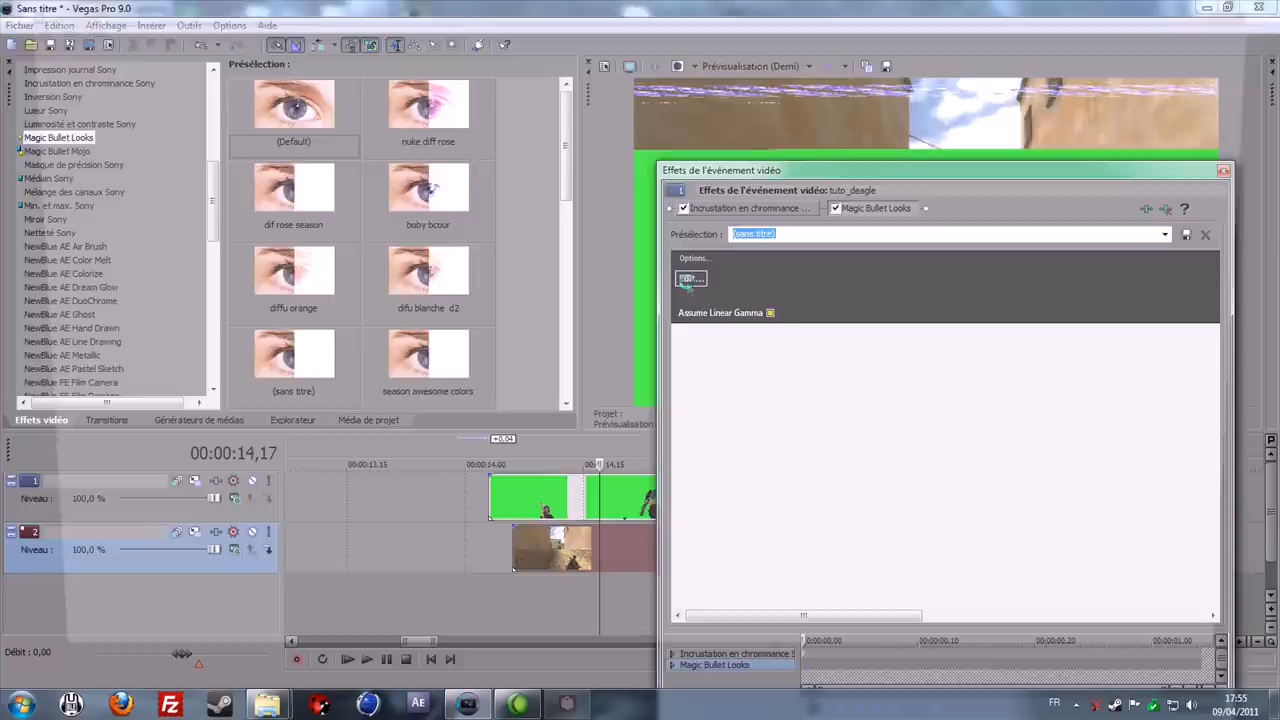 Sans titre * - Vegas Pro 9.0
Fichier Edition Affichage Insérer Outils Options Aide
Impression journal Sony
Incrustation en chrominance Sony
Inversion Sony
Lueur Sony
Luminosité et contraste Sony
Magic Bullet Looks
Magic Bullet Mojo
Masque de précision Sony
Médian Sony
Mélange des canaux Sony
Min. et max. Sony
Miroir Sony
Netteté Sony
NewBlue AE Air Brush
NewBlue AE Color Melt
NewBlue AE Colorize
NewBlue AE Dream Glow
NewBlue AE DuoChrome
NewBlue AE Ghost
NewBlue AE Hand Drawn
NewBlue AE Line Drawing
NewBlue AE Metallic
NewBlue AE Pastel Sketch
NewBlue FE Film Camera
Présélection :
(Default) nuke diff rose
dif rose season boby bcour
diffu orange difu blanche d2
(sans titre) season awesome colors
Effets vidéo Transitions Générateurs de médias Explorateur Média de projet
Prévisualisation (Demi)
Projet :
Prévisualisation
Effets de l'événement vidéo
1 Effets de l'événement vidéo: tuto_deagle
Incrustation en chrominance ... Magic Bullet Looks
Présélection : (sans titre)
Options...
Assume Linear Gamma
0:00:00.00 00:00:00.10 00:00:00.20 00:00:01.00
Incrustation en chrominance S
Magic Bullet Looks
00:00:14,17
+0.04
00:00:13.15 00:00:14.00 00:00:14.15
1
Niveau : 100,0 %
2
Niveau : 100,0 %
Débit : 0,00
AE
FR
17:55
09/04/2011